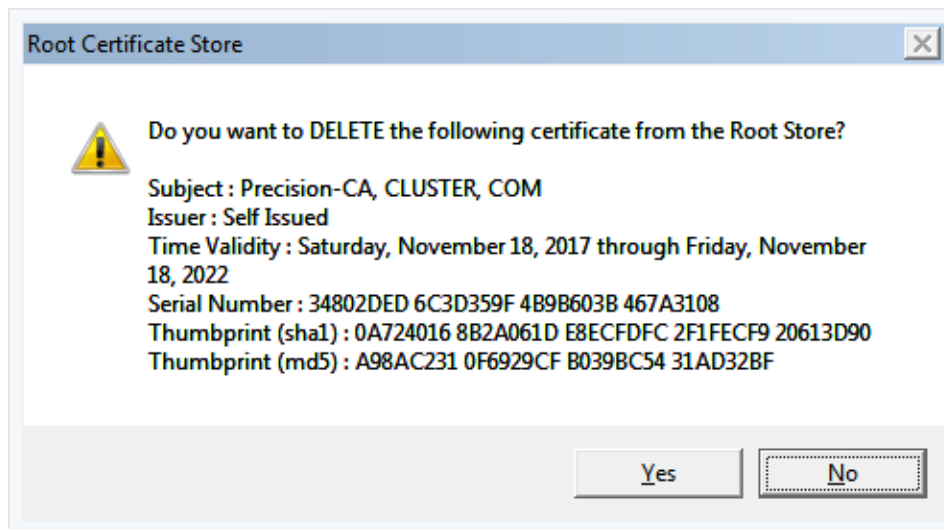 Root Certificate Store
Do you want to DELETE the following certificate from the Root Store?
Subject : Precision-CA, CLUSTER, COM
Issuer : Self Issued
Time Validity : Saturday, November 18, 2017 through Friday, November
18, 2022
Serial Number : 34802DED 6C3D359F 4B9B603B 467A3108
Thumbprint (sha1) : 0A724016 8B2A061D E8ECFDFC 2F1FECF9 20613D90
Thumbprint (md5) : A98AC231 0F6929CF B039BC54 31AD32BF
Yes
No